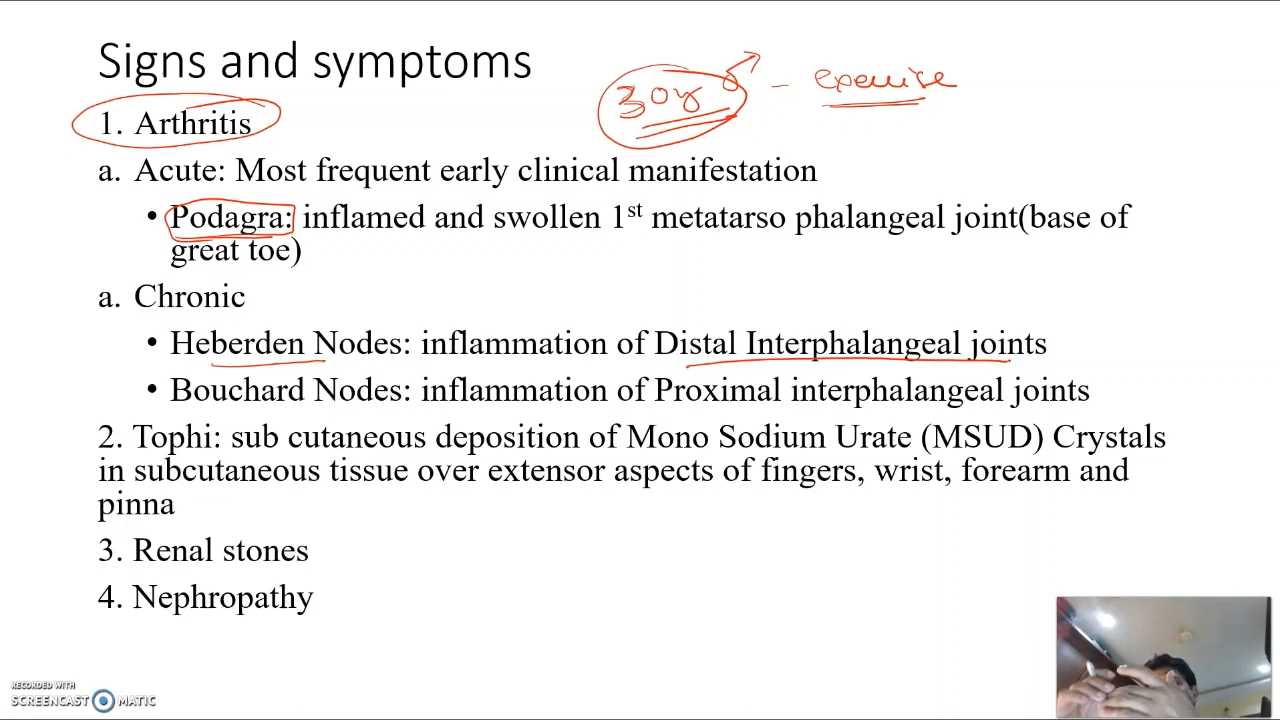 Signs and symptoms
30y ♂ - exercise
1. Arthritis
a. Acute: Most frequent early clinical manifestation
• Podagra: inflamed and swollen 1st metatarso phalangeal joint(base of
great toe)
a. Chronic
• Heberden Nodes: inflammation of Distal Interphalangeal joints
• Bouchard Nodes: inflammation of Proximal interphalangeal joints
2. Tophi: sub cutaneous deposition of Mono Sodium Urate (MSUD) Crystals
in subcutaneous tissue over extensor aspects of fingers, wrist, forearm and
pinna
3. Renal stones
4. Nephropathy
RECORDED WITH
SCREENCAST MATIC